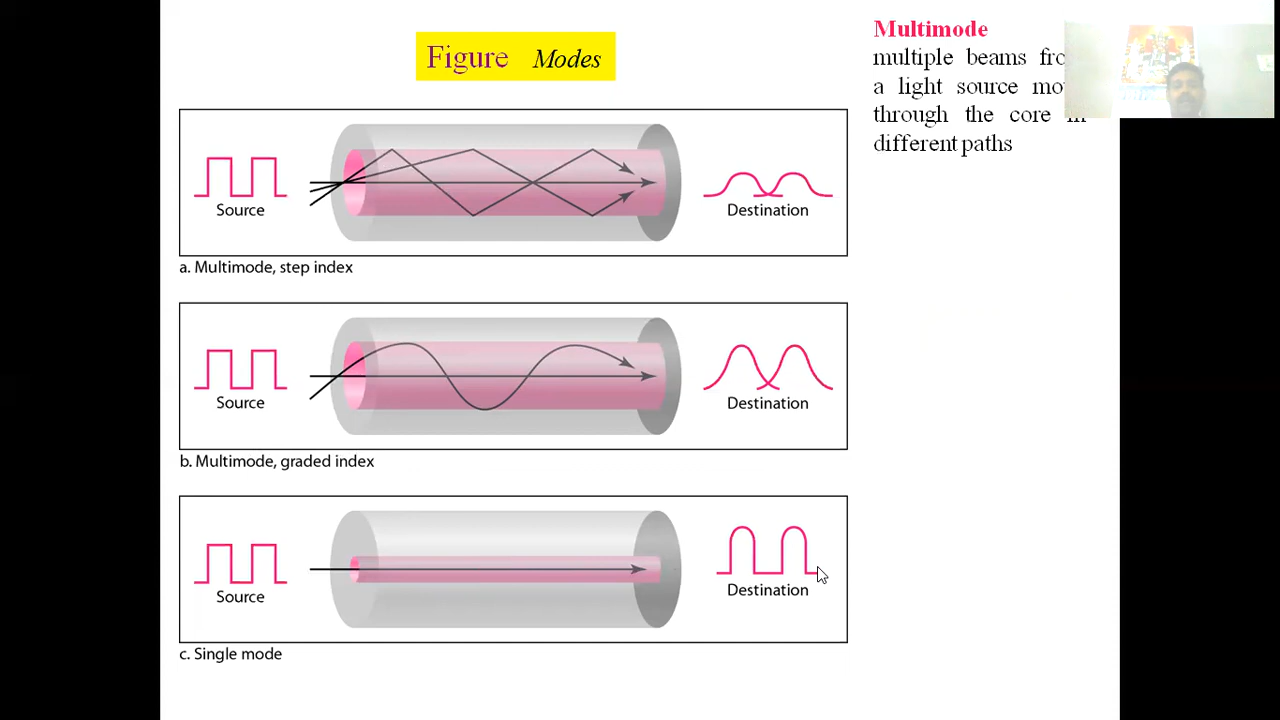 Figure Modes
Multimode
multiple beams
a light source
through the core
different paths
Source
Destination
a. Multimode, step index
Source
Destination
b. Multimode, graded index
Source
Destination
c. Single mode